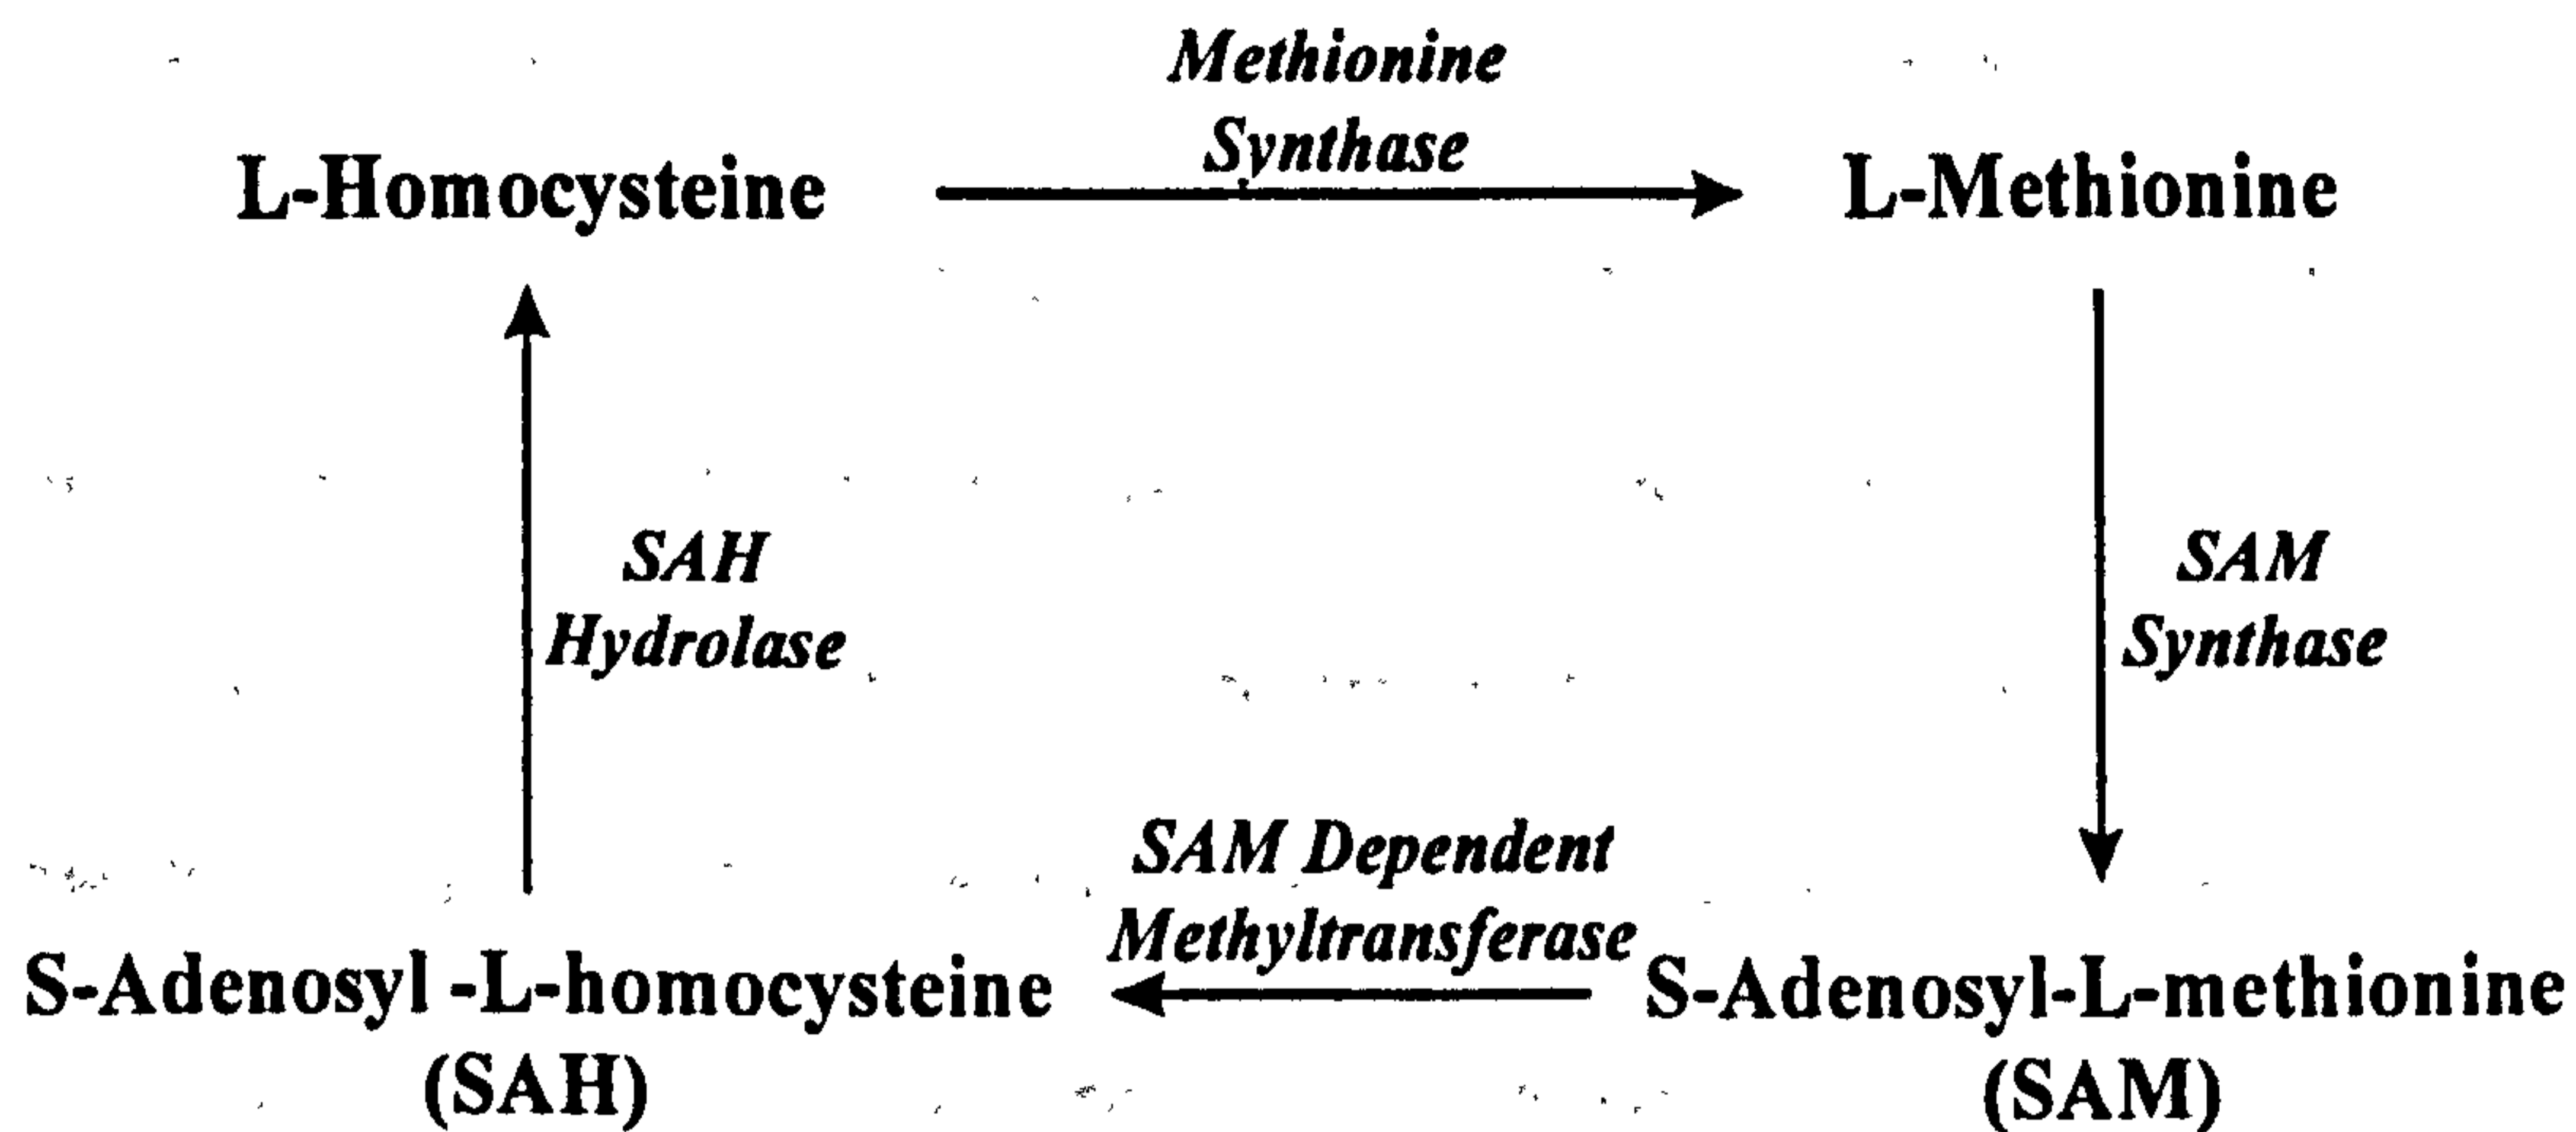 Methionine
Synthase
L-Homocysteine
L-Methionine
SAH
Hydrolase
SAM
Synthase
SAM Dependent
Methyltransferase
S-Adenosyl -L-homocysteine
(SAH)
S-Adenosyl-L-methionine
(SAM)